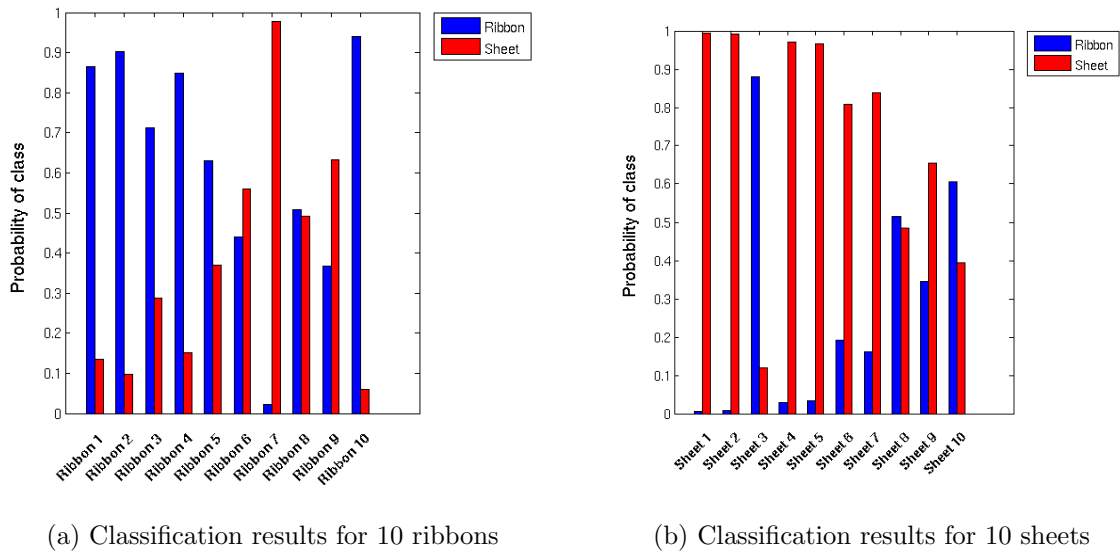 1
0.9
0.8
0.7
0.6
0.5
0.4
0.3
0.2
0.1
0
Probability of class
Ribbon
Sheet
Ribbon 1
Ribbon 2
Ribbon 3
Ribbon 4
Ribbon 5
Ribbon 6
Ribbon 7
Ribbon 8
Ribbon 9
Ribbon 10
(a) Classification results for 10 ribbons
1
0.9
0.8
0.7
0.6
0.5
0.4
0.3
0.2
0.1
0
Probability of class
Ribbon
Sheet
Sheet 1
Sheet 2
Sheet 3
Sheet 4
Sheet 5
Sheet 6
Sheet 7
Sheet 8
Sheet 9
Sheet 10
(b) Classification results for 10 sheets